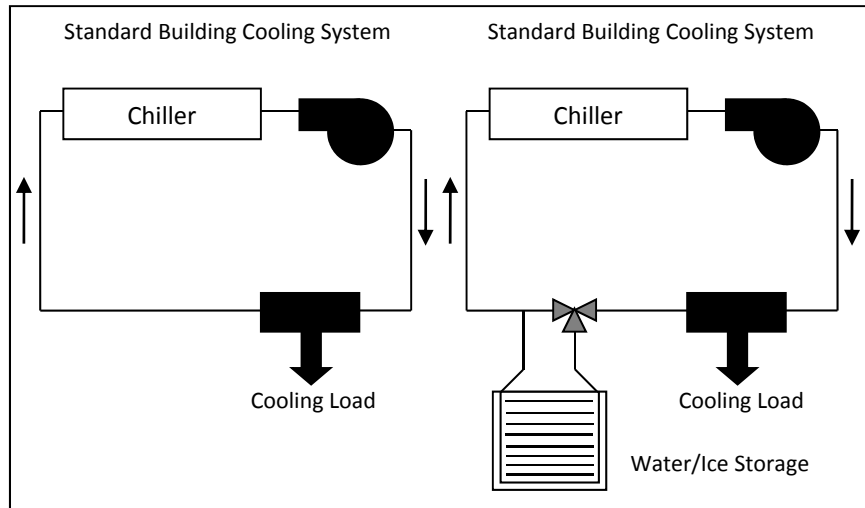 Standard Building Cooling System
Chiller
Cooling Load
Standard Building Cooling System
Chiller
Cooling Load
Water/Ice Storage